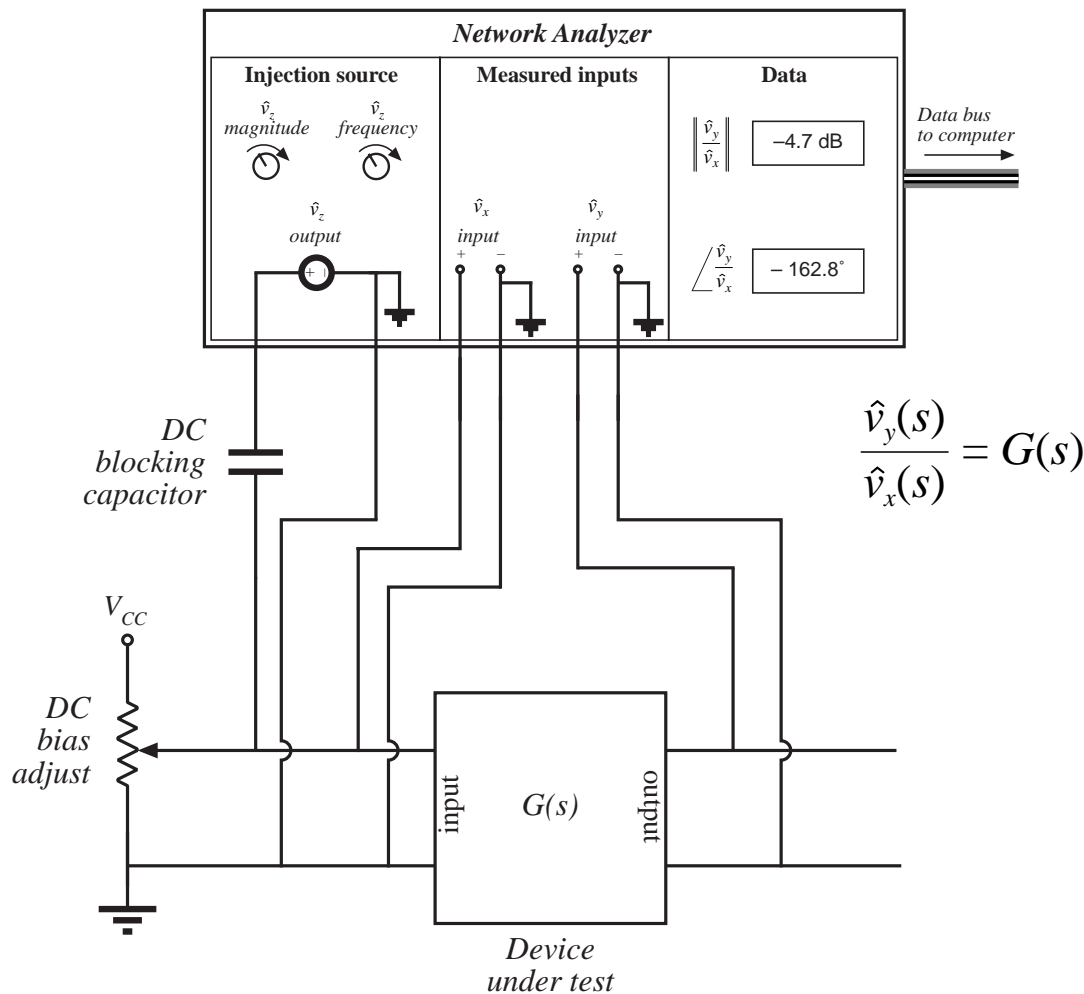 Network Analyzer
Injection source
v̂z
magnitude
v̂z
frequency
v̂z
output
+ –
Measured inputs
v̂x
input
+ –
v̂y
input
+ –
Data
‖v̂y/v̂x‖
–4.7 dB
∠v̂y/v̂x
– 162.8˚
Data bus
to computer
DC
blocking
capacitor
v̂y(s)/v̂x(s) = G(s)
VCC
DC
bias
adjust
input
G(s)
output
Device
under test